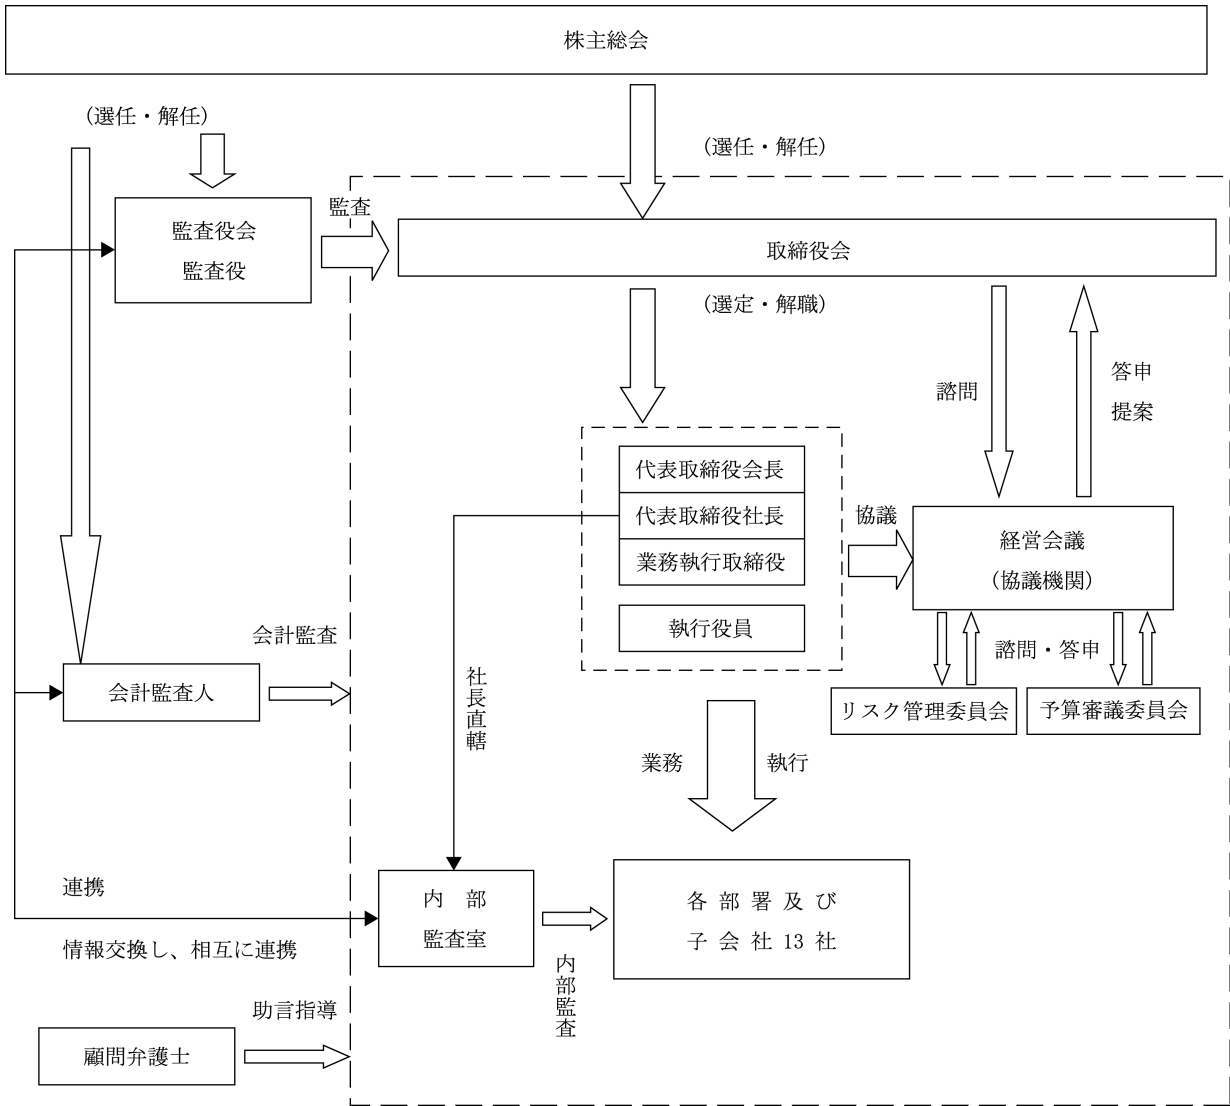 株主総会
(選任・解任)
(選任・解任)
監査役会
監査役
監査
取締役会
(選定・解職)
諮問
答申
提案
代表取締役会長
代表取締役社長
業務執行取締役
執行役員
協議
経営会議
(協議機関)
諮問・答申
リスク管理委員会
予算審議委員会
会計監査
会計監査人
社長直轄
業務
執行
連携
情報交換し、相互に連携
内 部
監査室
内部監査
各 部 署 及 び
子 会 社 13 社
助言指導
顧問弁護士